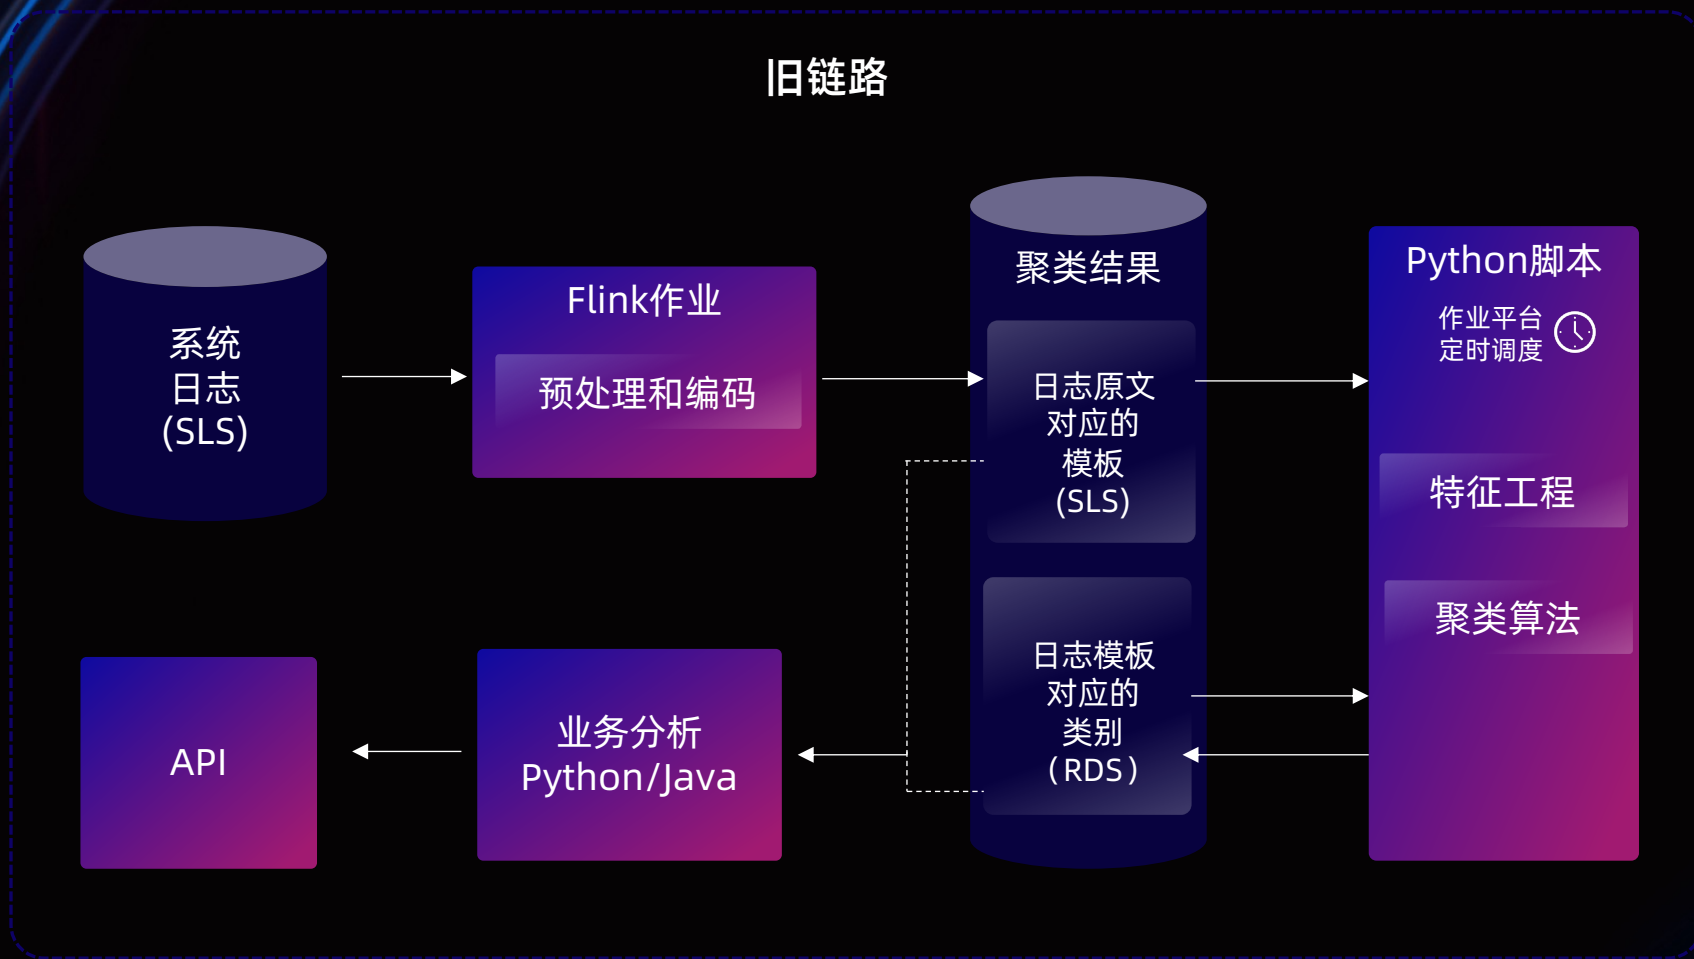 旧链路
系统
日志
(SLS)
Flink作业
预处理和编码
聚类结果
日志原文
对应的
模板
(SLS)
日志模板
对应的
类别
（RDS）
Python脚本
作业平台
定时调度
特征工程
聚类算法
业务分析
Python/Java
API